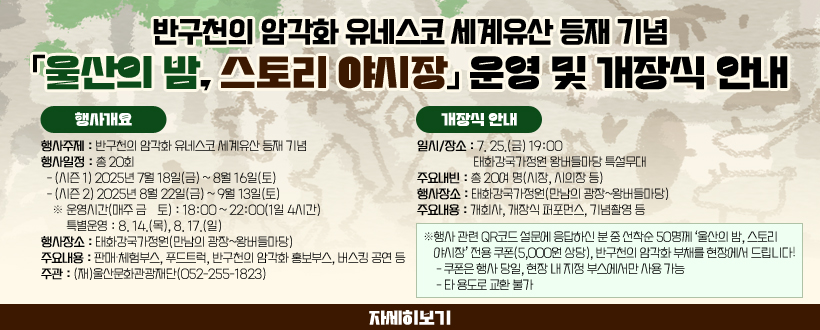 반구천의 암각화 유네스코 세계유산 등재 기념
「울산의 밤, 스토리 야시장」 운영 및 개장식 안내
행사개요
행사주제 : 반구천의 암각화 유네스코 세계유산 등재 기념
행사일정 : 총 20회
- (시즌 1) 2025년 7월 18일(금) ~ 8월 16일(토)
- (시즌 2) 2025년 8월 22일(금) ~ 9월 13일(토)
※ 운영시간(매주 금 토) : 18:00 ~ 22:00(1일 4시간)
특별운영 : 8. 14.(목), 8. 17.(일)
행사장소 : 태화강국가정원(만남의 광장~왕버들마당)
주요내용 : 판매·체험부스, 푸드트럭, 반구천의 암각화 홍보부스, 버스킹 공연 등
주관 : (재)울산문화관광재단(052-255-1823)
개장식 안내
일시/장소 : 7. 25.(금) 19:00
태화강국가정원 왕버들마당 특설무대
주요내빈 : 총 20여 명(시장, 시의장 등)
행사장소 : 태화강국가정원(만남의 광장~왕버들마당)
주요내용 : 개회사, 개장식 퍼포먼스, 기념촬영 등
※행사 관련 QR코드 설문에 응답하신 분 중 선착순 50명께 ‘울산의 밤, 스토리
야시장’ 전용 쿠폰(5,000원 상당), 반구천의 암각화 부채를 현장에서 드립니다!
- 쿠폰은 행사 당일, 현장 내 지정 부스에서만 사용 가능
- 타 용도로 교환 불가
자세히보기